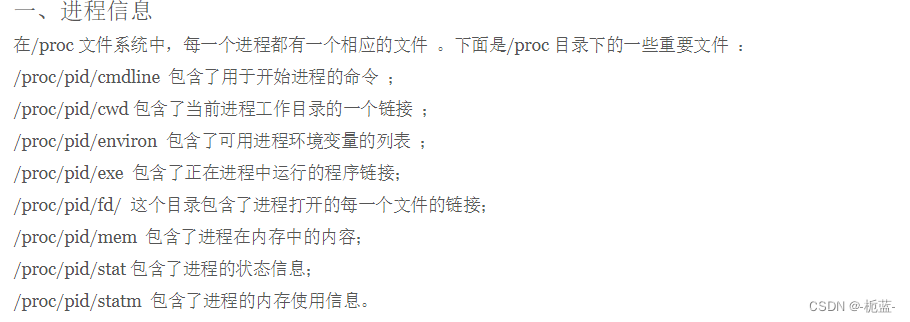 一、进程信息
在/proc 文件系统中，每一个进程都有一个相应的文件 。下面是/proc 目录下的一些重要文件 ：
/proc/pid/cmdline 包含了用于开始进程的命令 ；
/proc/pid/cwd 包含了当前进程工作目录的一个链接 ；
/proc/pid/environ 包含了可用进程环境变量的列表 ；
/proc/pid/exe 包含了正在进程中运行的程序链接；
/proc/pid/fd/ 这个目录包含了进程打开的每一个文件的链接；
/proc/pid/mem 包含了进程在内存中的内容；
/proc/pid/stat 包含了进程的状态信息；
/proc/pid/statm 包含了进程的内存使用信息。
CSDN @-栀蓝-